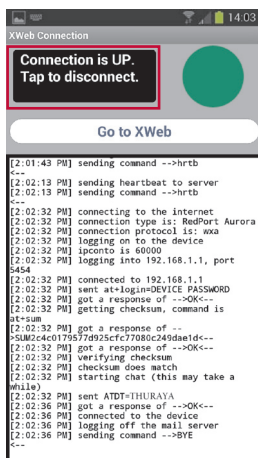 14:03
XWeb Connection
Connection is UP.
Tap to disconnect.
Go to XWeb
[2:01:43 PM] sending command -->hrtb
<--
[2:02:13 PM] sending heartbeat to server
[2:02:13 PM] sending command -->hrtb
<--
[2:02:32 PM] connecting to the internet
[2:02:32 PM] connection type is: RedPort Aurora
[2:02:32 PM] connection protocol is: wxa
[2:02:32 PM] logging on to the device
[2:02:32 PM] ipconto is 60000
[2:02:32 PM] logging into 192.168.1.1, port
5454
[2:02:32 PM] connected to 192.168.1.1
[2:02:32 PM] sent at+login=DEVICE PASSWORD
[2:02:32 PM] got a response of -->OK<--
[2:02:32 PM] getting checksum, command is
at+sum
[2:02:32 PM] got a response of --
>SUM2c4c0179577d925cfc77080c249dae1d<--
[2:02:32 PM] got a response of -->OK<--
[2:02:32 PM] verifying checksum
[2:02:32 PM] checksum does match
[2:02:32 PM] starting chat (this may take a
while)
[2:02:32 PM] sent ATDT=THURAYA
[2:02:36 PM] got a response of -->OK<--
[2:02:36 PM] connected to the device
[2:02:36 PM] logging off the mail server
[2:02:36 PM] sending command -->BYE
<--